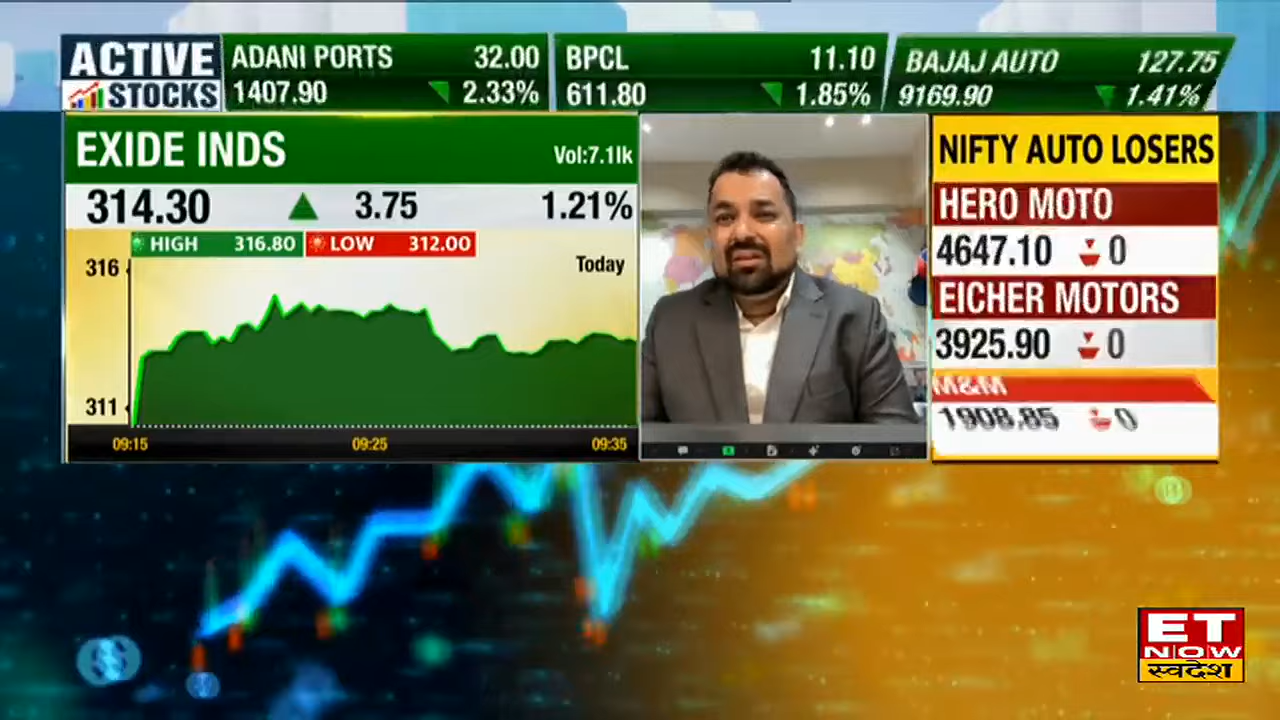 ACTIVE
STOCKS
ADANI PORTS 32.00
1407.90 2.33%
BPCL 11.10
611.80 1.85%
BAJAJ AUTO 127.75
9169.90 1.41%
EXIDE INDS Vol:7.1lk
314.30 3.75 1.21%
HIGH 316.80 LOW 312.00
Today
316
311
09:15 09:25 09:35
NIFTY AUTO LOSERS
HERO MOTO
4647.10 0
EICHER MOTORS
3925.90 0
M&M
1908.85 0
ET
NOW
स्वदेश